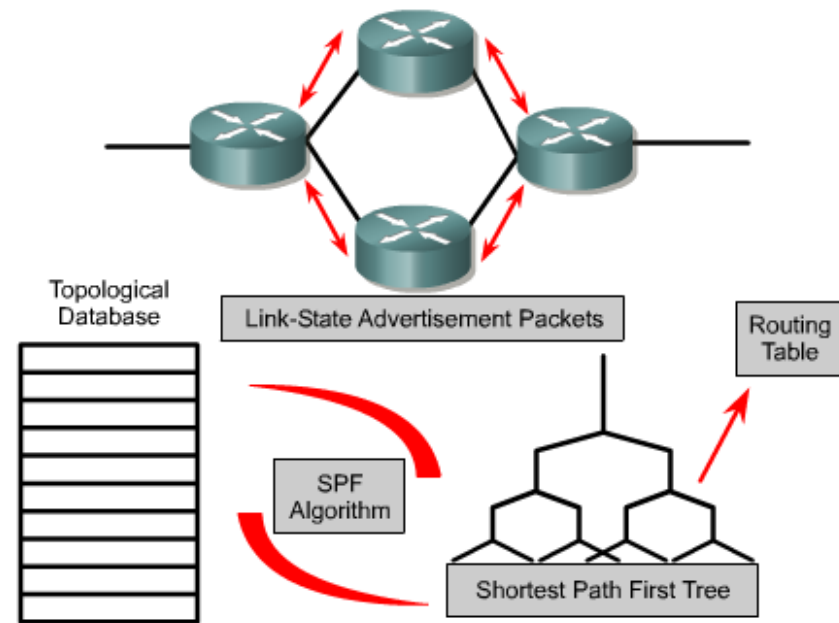 Link-State Advertisement Packets
Topological
Database
Routing
Table
SPF
Algorithm
Shortest Path First Tree